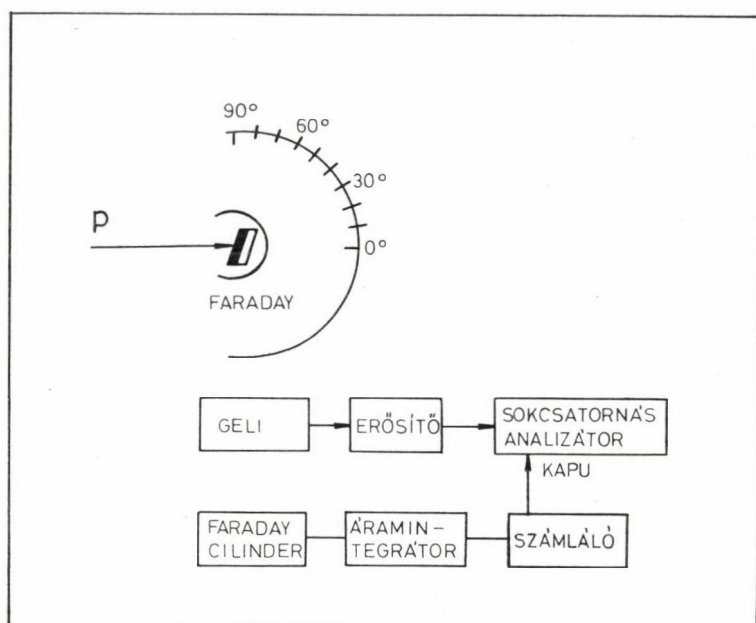 90°
60°
30°
0°
p
FARADAY
GELI
ERŐSÍTŐ
SOKCSATORNÁS
ANALIZÁTOR
KAPU
FARADAY
CILINDER
ÁRAMIN-
TEGRÁTOR
SZÁMLÁLÓ